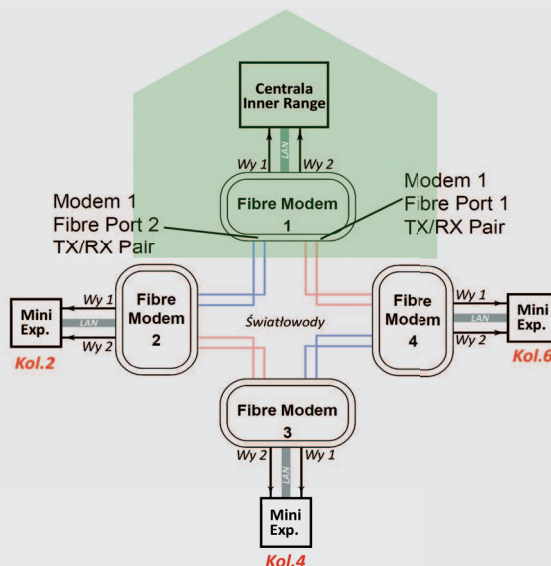 Centrala
Inner Range
Wy 1
LAN
Wy 2
Fibre Modem
1
Modem 1
Fibre Port 2
TX/RX Pair
Modem 1
Fibre Port 1
TX/RX Pair
Mini
Exp.
Kol.2
Wy 1
LAN
Wy 2
Fibre
Modem
2
Światłowody
Fibre
Modem
4
Wy 1
LAN
Wy 2
Mini
Exp.
Kol.6
Fibre Modem
3
Wy 2
LAN
Wy 1
Mini
Exp.
Kol.4